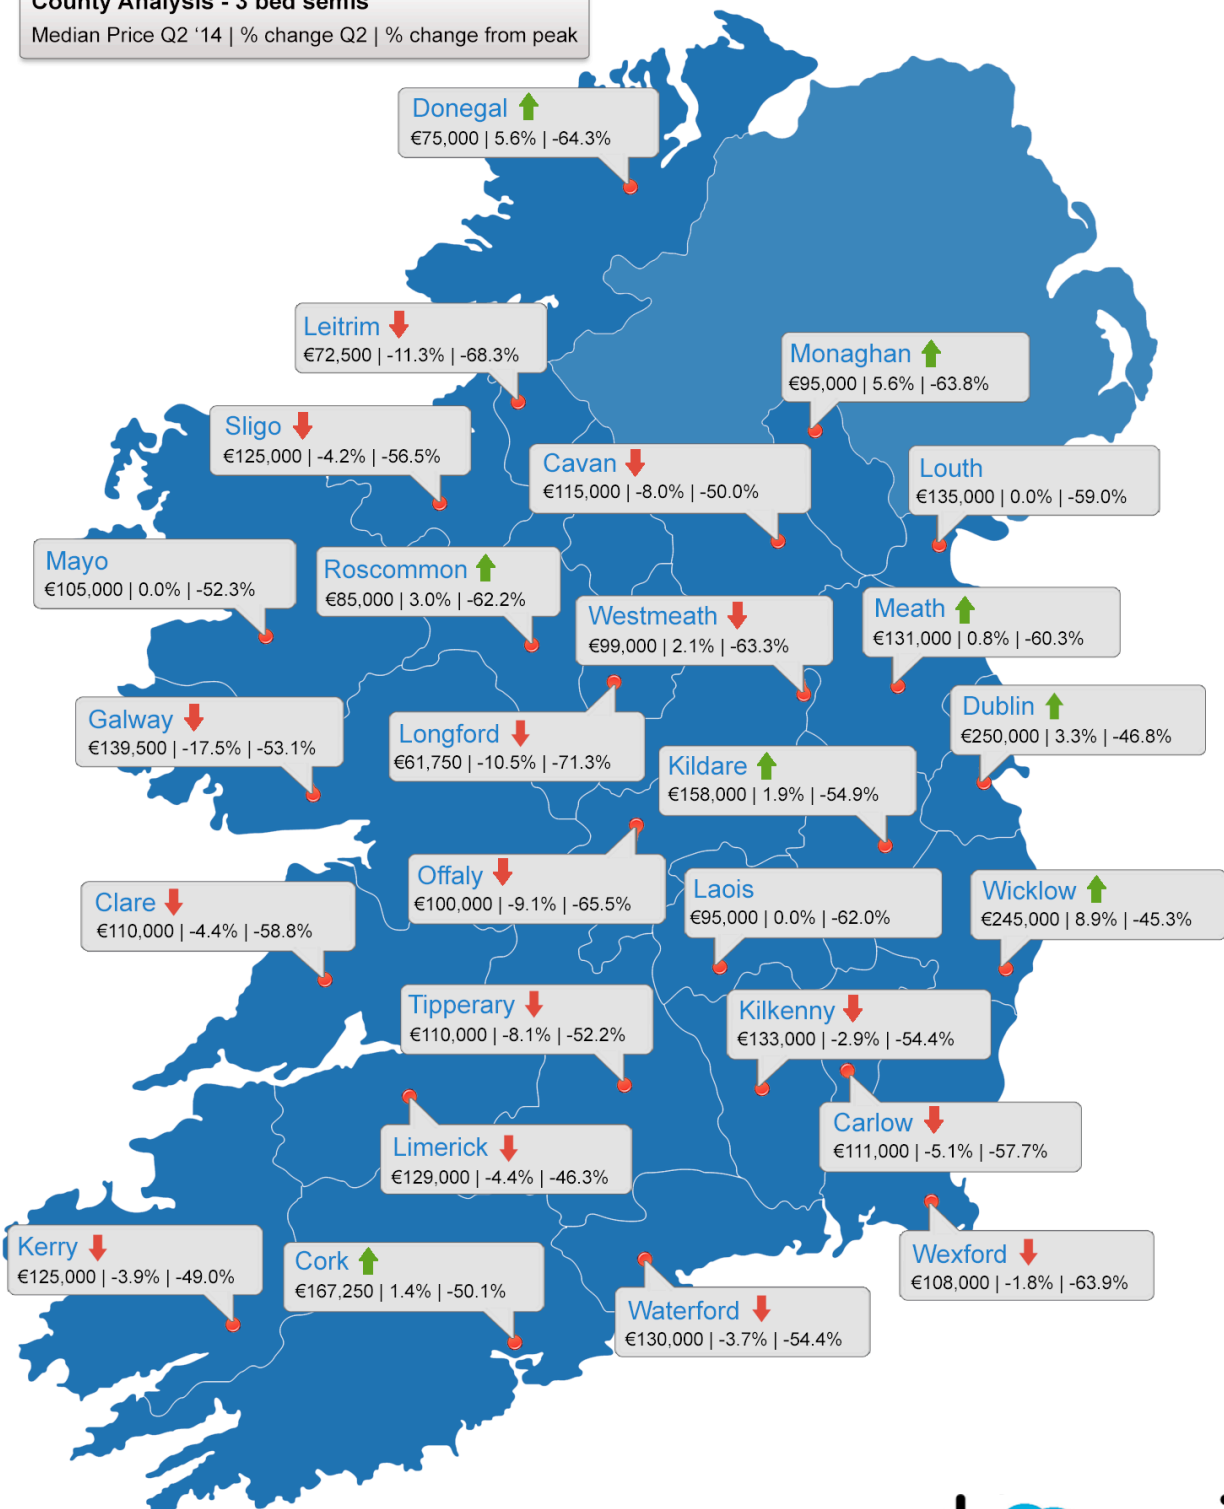 County Analysis - 3 bed semis
Median Price Q2 ‘14 | % change Q2 | % change from peak
Donegal
€75,000 | 5.6% | -64.3%
Leitrim
€72,500 | -11.3% | -68.3%
Monaghan
€95,000 | 5.6% | -63.8%
Sligo
€125,000 | -4.2% | -56.5%
Cavan
€115,000 | -8.0% | -50.0%
Louth
€135,000 | 0.0% | -59.0%
Mayo
€105,000 | 0.0% | -52.3%
Roscommon
€85,000 | 3.0% | -62.2%
Westmeath
€99,000 | 2.1% | -63.3%
Meath
€131,000 | 0.8% | -60.3%
Galway
€139,500 | -17.5% | -53.1%
Longford
€61,750 | -10.5% | -71.3%
Dublin
€250,000 | 3.3% | -46.8%
Kildare
€158,000 | 1.9% | -54.9%
Offaly
€100,000 | -9.1% | -65.5%
Laois
€95,000 | 0.0% | -62.0%
Clare
€110,000 | -4.4% | -58.8%
Wicklow
€245,000 | 8.9% | -45.3%
Tipperary
€110,000 | -8.1% | -52.2%
Kilkenny
€133,000 | -2.9% | -54.4%
Limerick
€129,000 | -4.4% | -46.3%
Carlow
€111,000 | -5.1% | -57.7%
Kerry
€125,000 | -3.9% | -49.0%
Cork
€167,250 | 1.4% | -50.1%
Wexford
€108,000 | -1.8% | -63.9%
Waterford
€130,000 | -3.7% | -54.4%